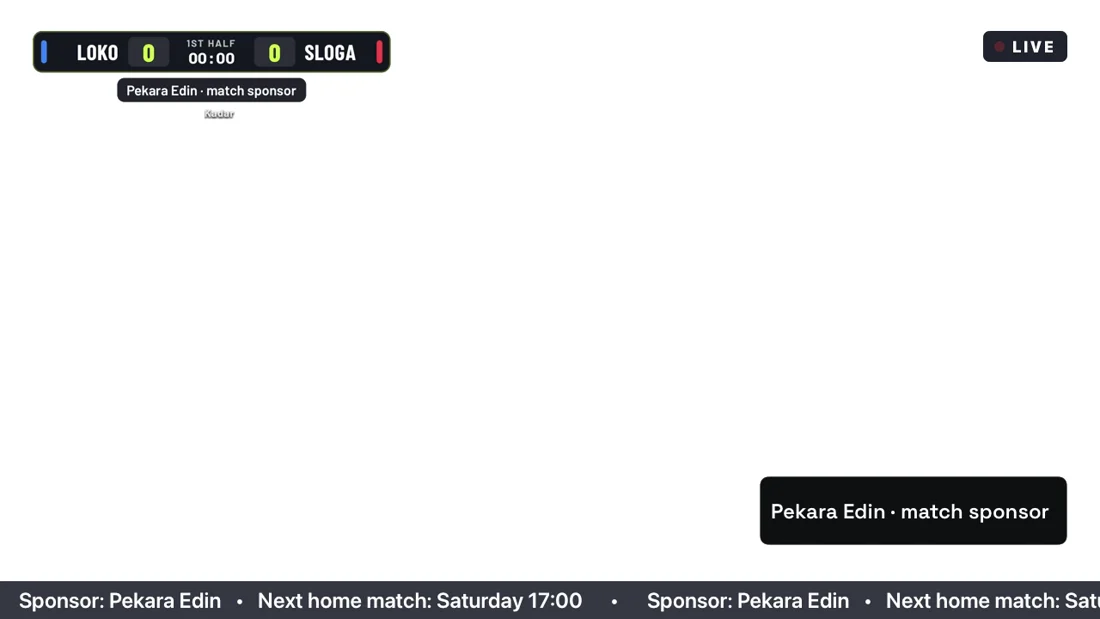 LOKO 0 1ST HALF 00:00 0 SLOGA
LIVE
Pekara Edin · match sponsor
Kadar
Pekara Edin · match sponsor
Sponsor: Pekara Edin • Next home match: Saturday 17:00 • Sponsor: Pekara Edin • Next home match: Satu